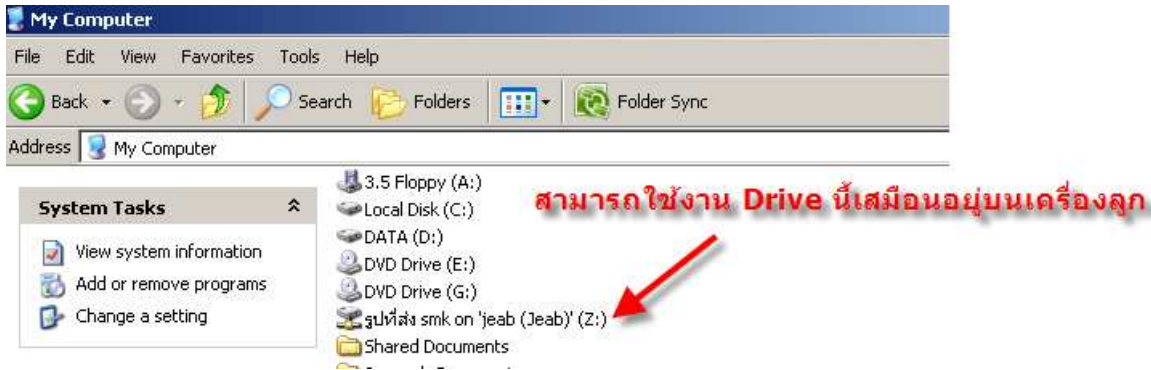 My Computer
File Edit View Favorites Tools Help
Back Search Folders Folder Sync
Address My Computer
System Tasks
View system information
Add or remove programs
Change a setting
3.5 Floppy (A:)
Local Disk (C:)
DATA (D:)
DVD Drive (E:)
DVD Drive (G:)
รูปที่ส่ง smk on 'jeab (Jeab)' (Z:)
Shared Documents
สามารถใช้งาน Drive นี้เสมือนอยู่บนเครื่องลูก